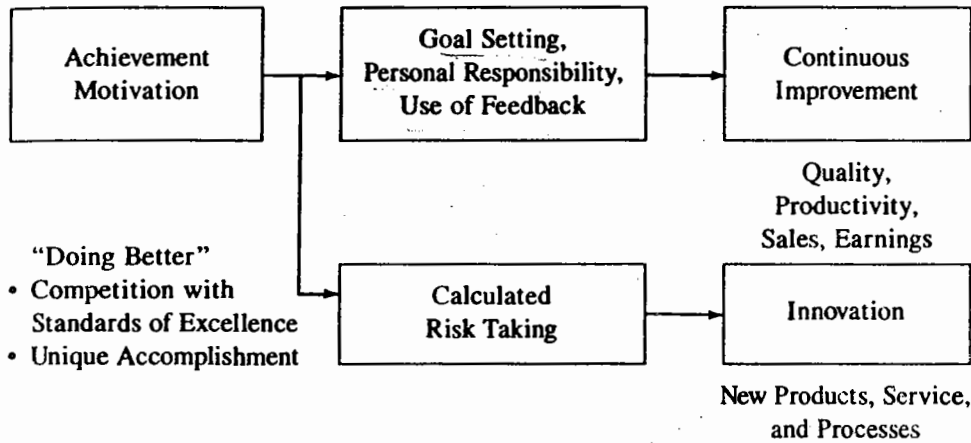 Achievement
Motivation
Goal Setting,
Personal Responsibility,
Use of Feedback
Continuous
Improvement
Quality,
Productivity,
Sales, Earnings
“Doing Better”
• Competition with
Standards of Excellence
• Unique Accomplishment
Calculated
Risk Taking
Innovation
New Products, Service,
and Processes